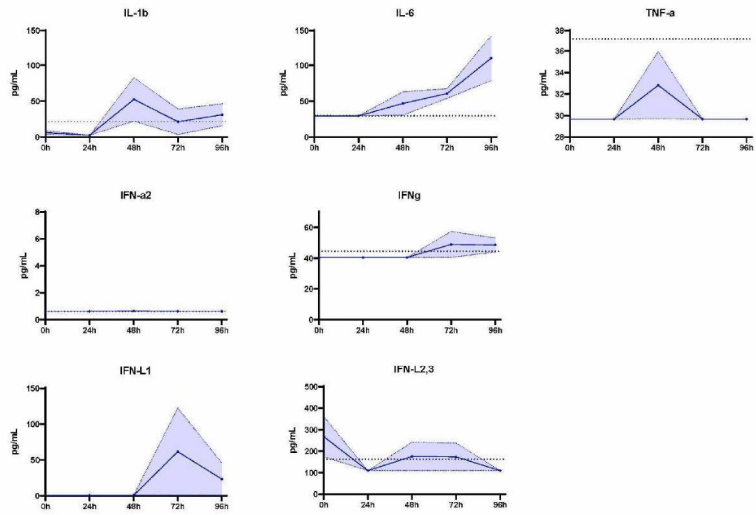 IL-1b
IL-6
TNF-a
pg/mL
150
100
50
0
0h 24h 48h 72h 96h
pg/mL
150
100
50
0
0h 24h 48h 72h 96h
pg/mL
38
36
34
32
30
28
0h 24h 48h 72h 96h
IFN-a2
IFNg
pg/mL
8
6
4
2
0
0h 24h 48h 72h 96h
pg/mL
60
40
20
0
0h 24h 48h 72h 96h
IFN-L1
IFN-L2,3
pg/mL
150
100
50
0
0h 24h 48h 72h 96h
pg/mL
500
400
300
200
100
0
0h 24h 48h 72h 96h